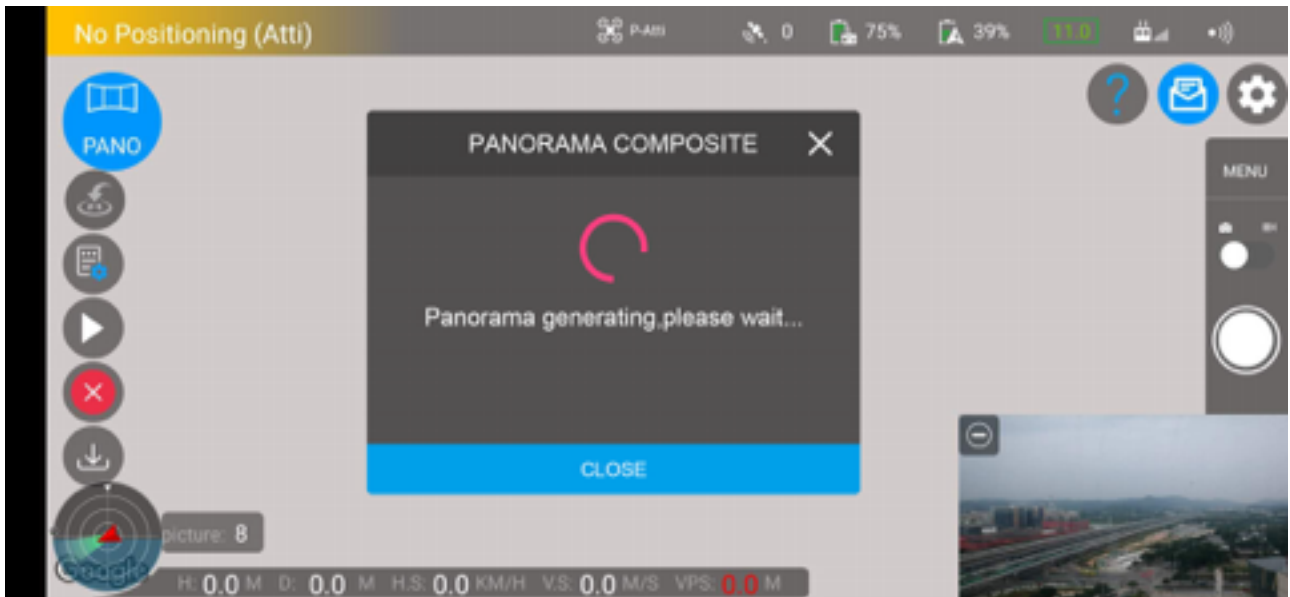 No Positioning (Atti) P-Atti 0 75% 39% 11.0
PANO
PANORAMA COMPOSITE
MENU
Panorama generating,please wait...
CLOSE
picture: 8
Google
H: 0.0 M D: 0.0 M H.S: 0.0 KM/H V.S: 0.0 M/S VPS: 0.0 M